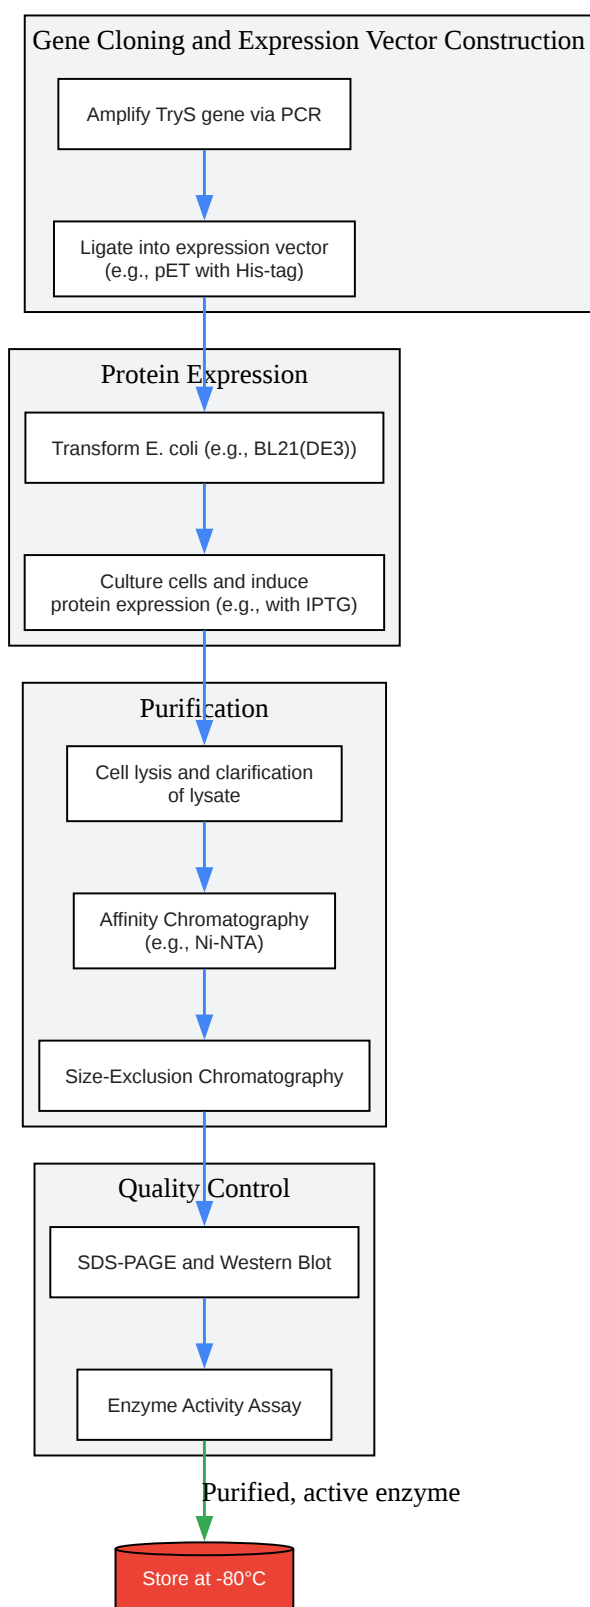 Gene Cloning and Expression Vector Construction
Amplify TryS gene via PCR
Ligate into expression vector
(e.g., pET with His-tag)
Protein Expression
Transform E. coli (e.g., BL21(DE3))
Culture cells and induce
protein expression (e.g., with IPTG)
Purification
Cell lysis and clarification
of lysate
Affinity Chromatography
(e.g., Ni-NTA)
Size-Exclusion Chromatography
Quality Control
SDS-PAGE and Western Blot
Enzyme Activity Assay
Purified, active enzyme
Store at -80°C